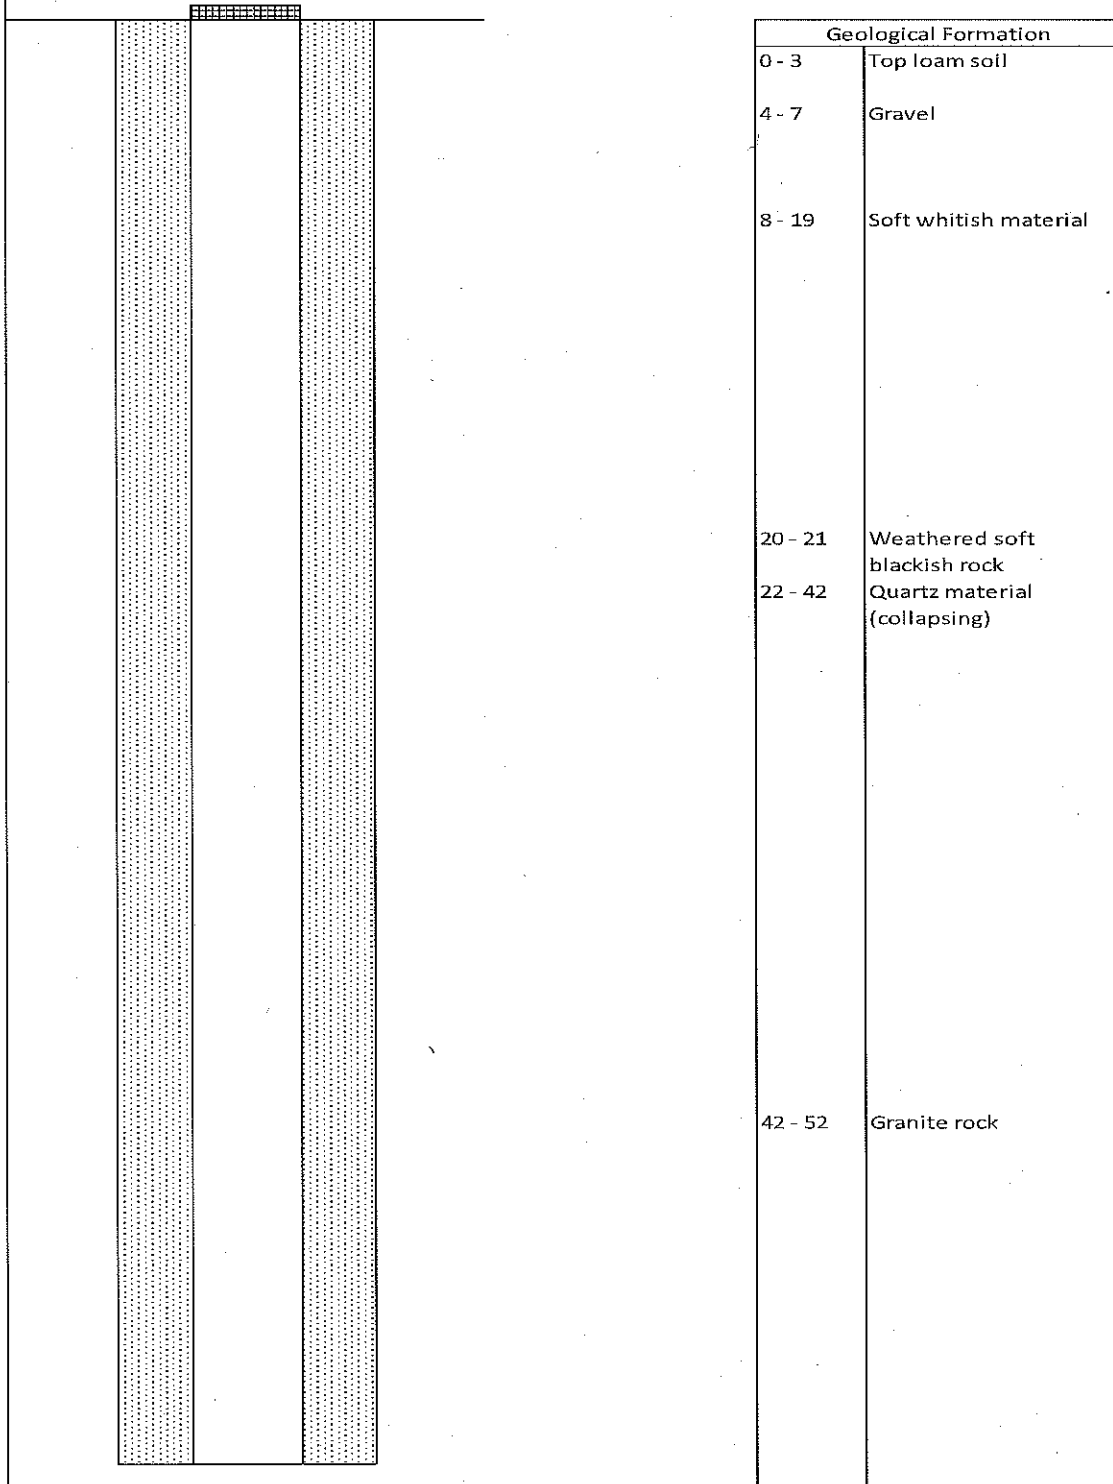 Geological Formation
0 - 3 Top loam soil
4 - 7 Gravel
8 - 19 Soft whitish material
20 - 21 Weathered soft
blackish rock
22 - 42 Quartz material
(collapsing)
42 - 52 Granite rock